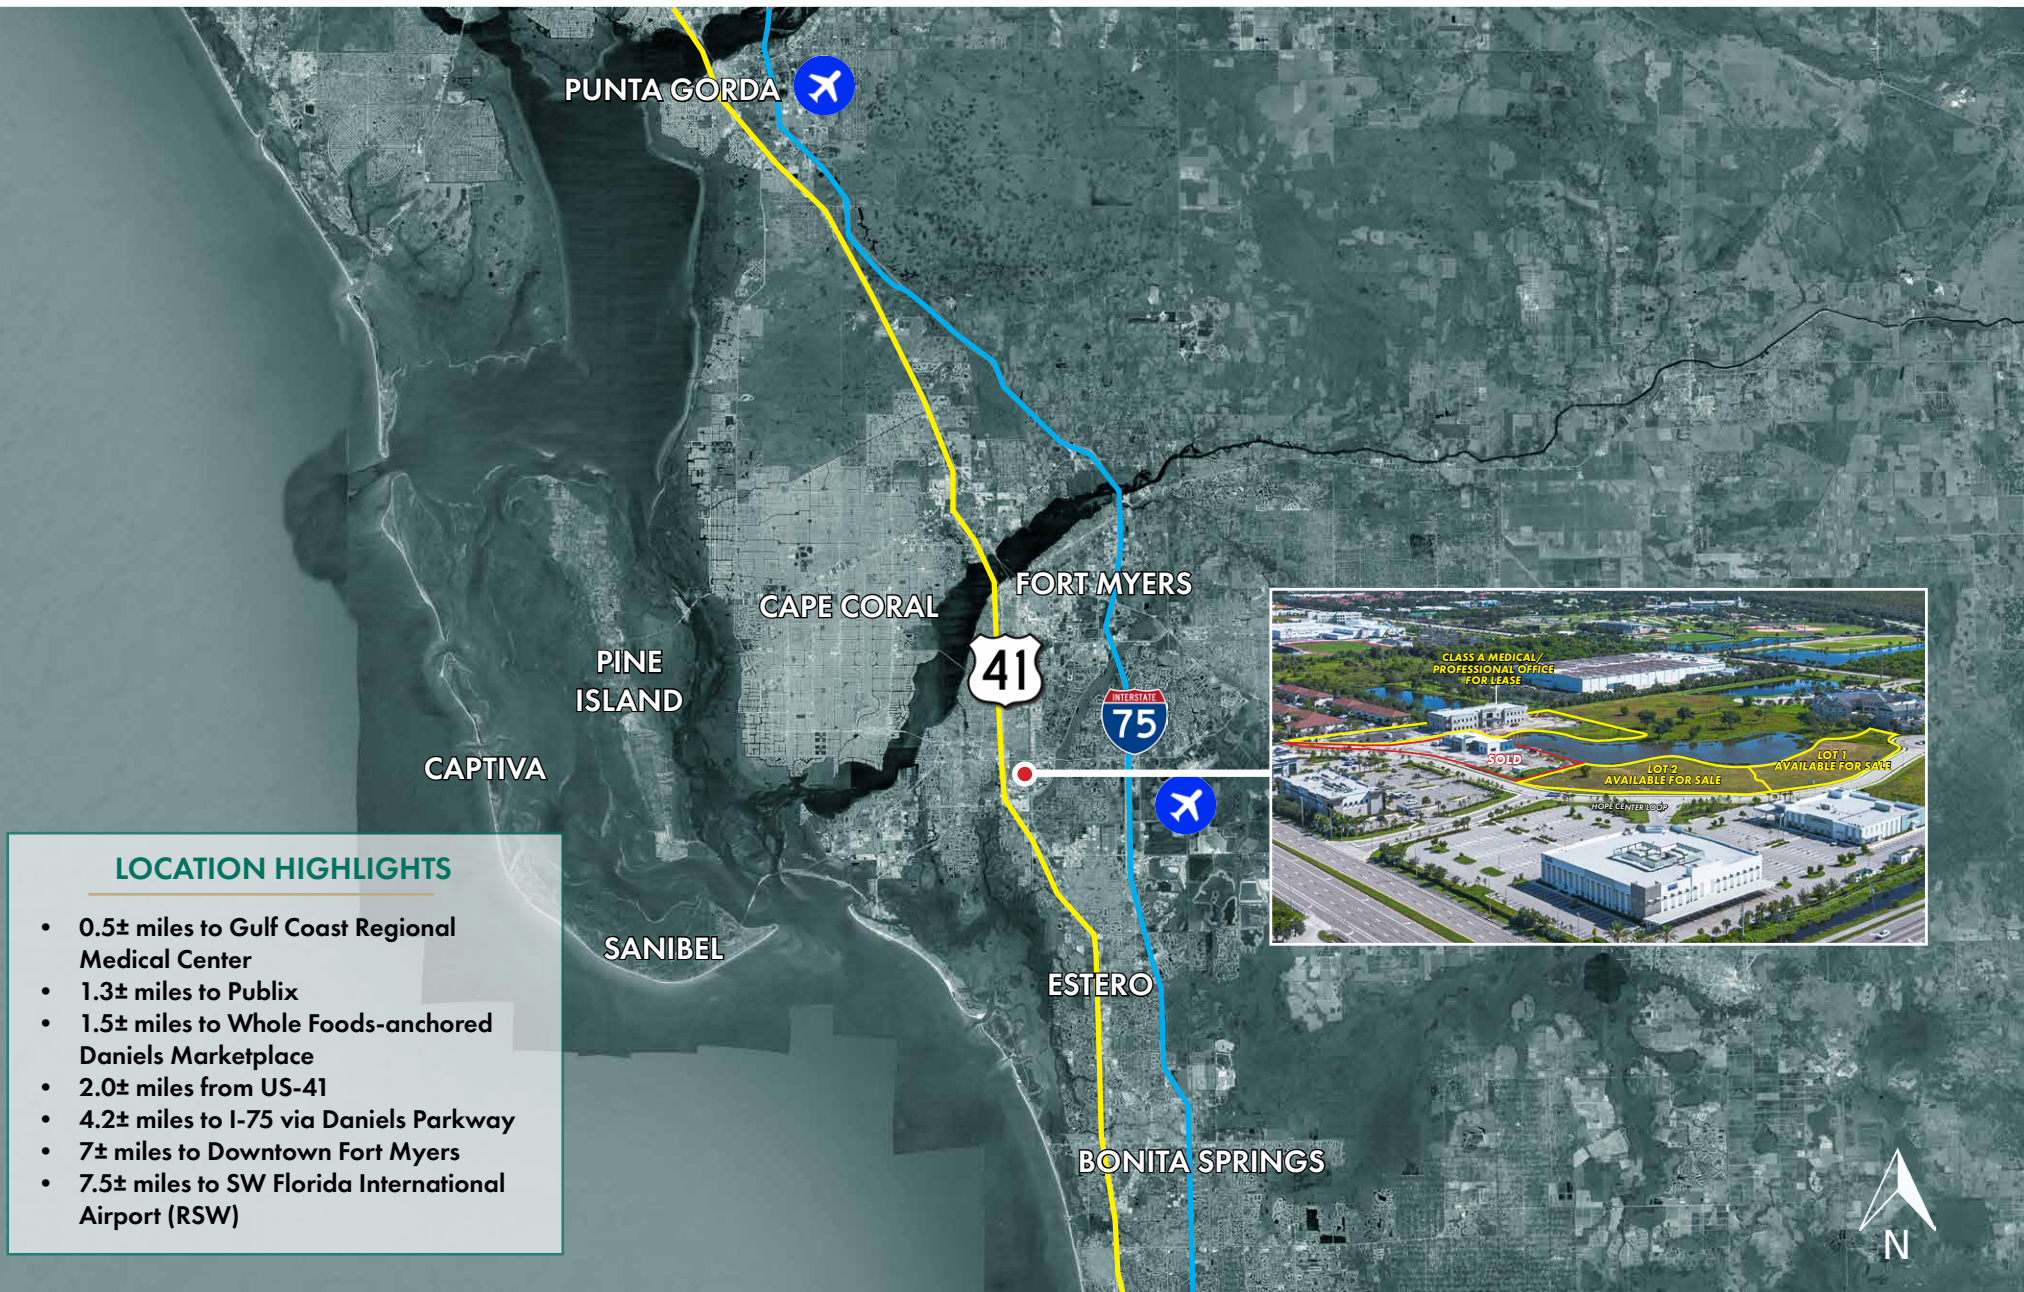 PUNTA GORDA
FORT MYERS
CAPE CORAL
41
PINE
ISLAND
INTERSTATE
75
CAPTIVA
CLASS A MEDICAL/
PROFESSIONAL OFFICE
FOR LEASE
SOLD
LOT 1
AVAILABLE FOR SALE
LOT 2
AVAILABLE FOR SALE
HOPE CENTER LOOP
LOCATION HIGHLIGHTS
• 0.5± miles to Gulf Coast Regional
Medical Center
• 1.3± miles to Publix
• 1.5± miles to Whole Foods-anchored
Daniels Marketplace
• 2.0± miles from US-41
• 4.2± miles to I-75 via Daniels Parkway
• 7± miles to Downtown Fort Myers
• 7.5± miles to SW Florida International
Airport (RSW)
SANIBEL
ESTERO
BONITA SPRINGS
N